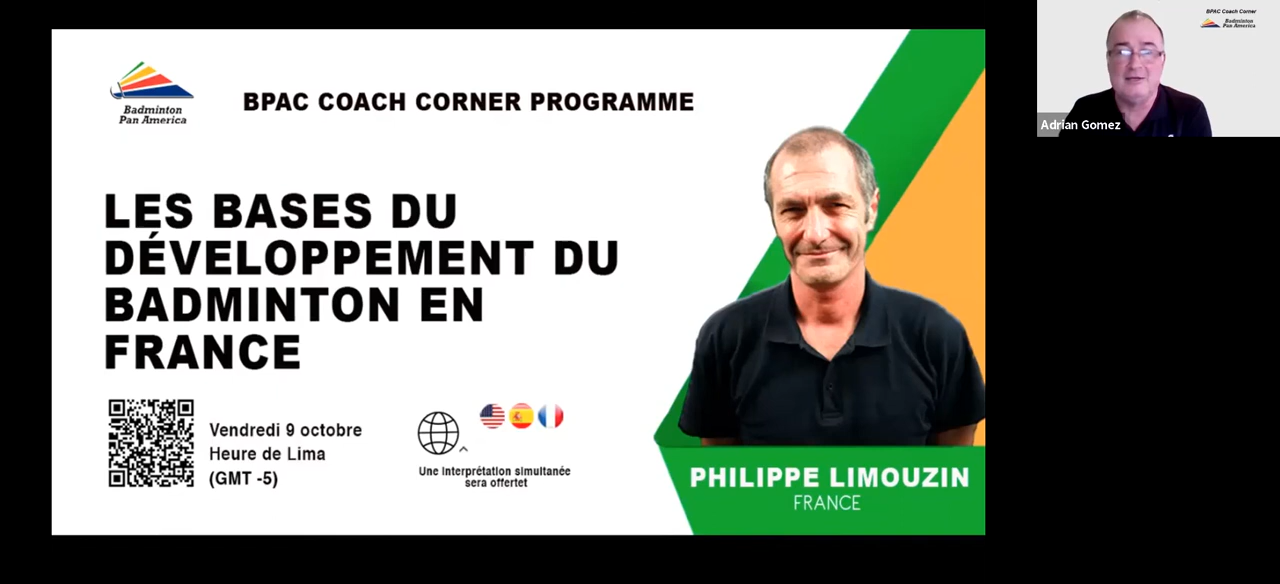 Badminton
Pan America
BPAC COACH CORNER PROGRAMME
LES BASES DU
DÉVELOPPEMENT DU
BADMINTON EN
FRANCE
Vendredi 9 octobre
Heure de Lima
(GMT -5)
Une interprétation simultanée
sera offertet
PHILIPPE LIMOUZIN
FRANCE
BPAC Coach Corner
Badminton
Pan America
Adrian Gomez